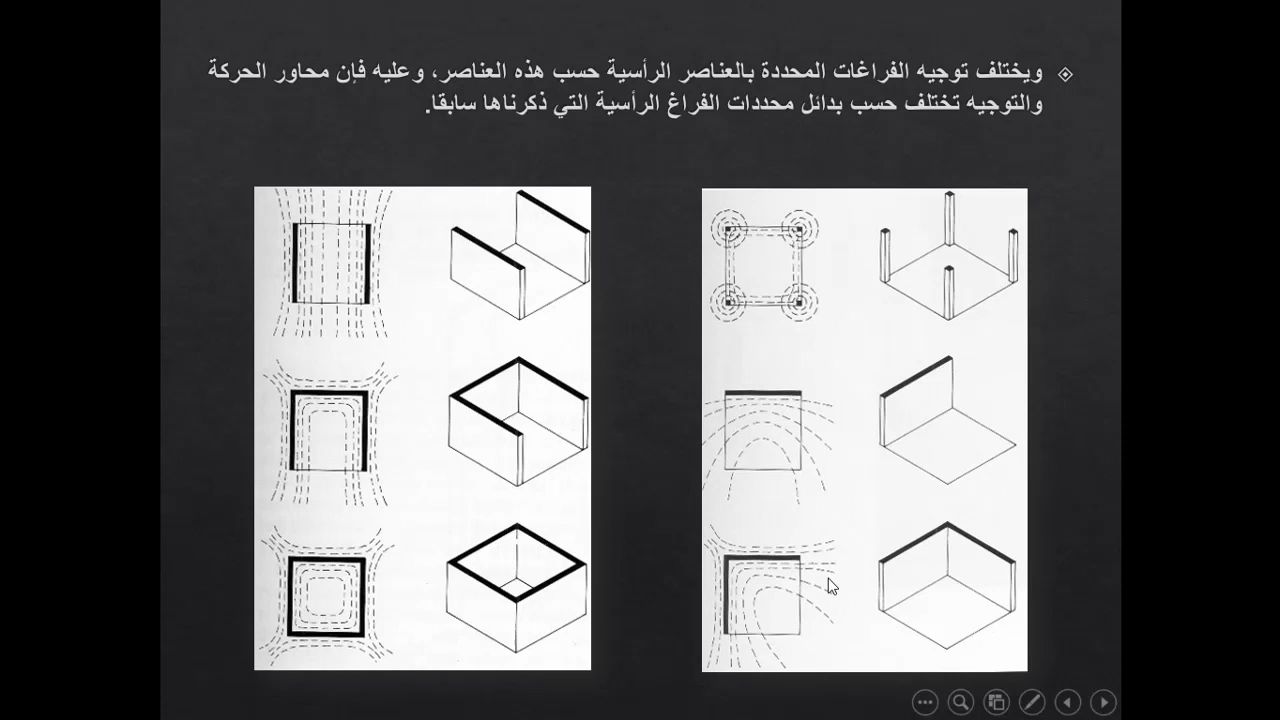 ويختلف توجيه الفراغات المحددة بالعناصر الرأسية حسب هذه العناصر، وعليه فإن محاور الحركة
والتوجيه تختلف حسب بدائل محددات الفراغ الرأسية التي ذكرناها سابقا.